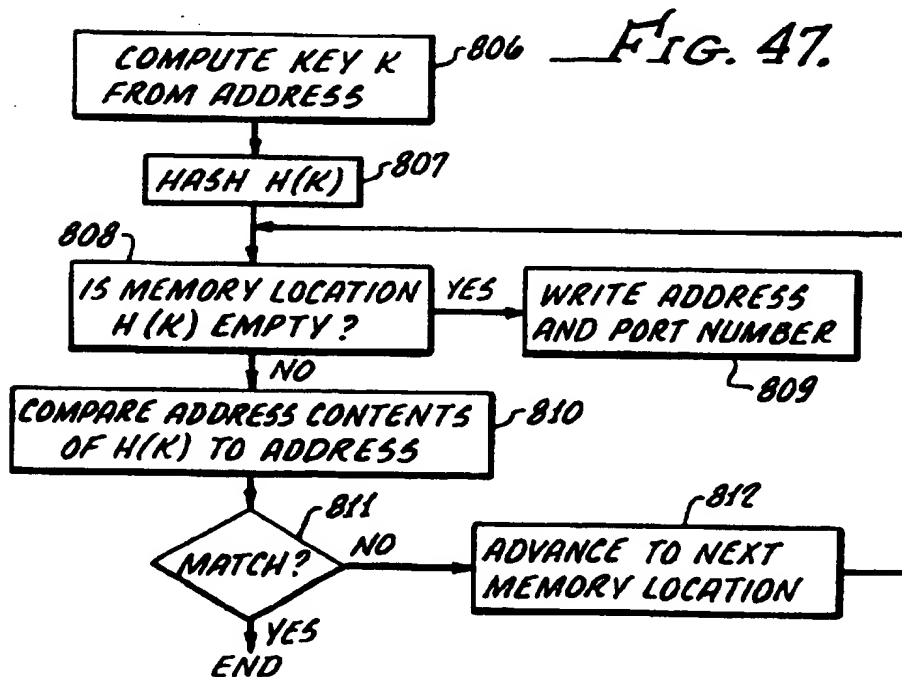 FIG. 47.
COMPUTE KEY K
FROM ADDRESS
806
HASH H(K)
807
808
IS MEMORY LOCATION
H(K) EMPTY?
YES
WRITE ADDRESS
AND PORT NUMBER
809
NO
COMPARE ADDRESS CONTENTS
OF H(K) TO ADDRESS
810
811
MATCH?
NO
812
ADVANCE TO NEXT
MEMORY LOCATION
YES
END